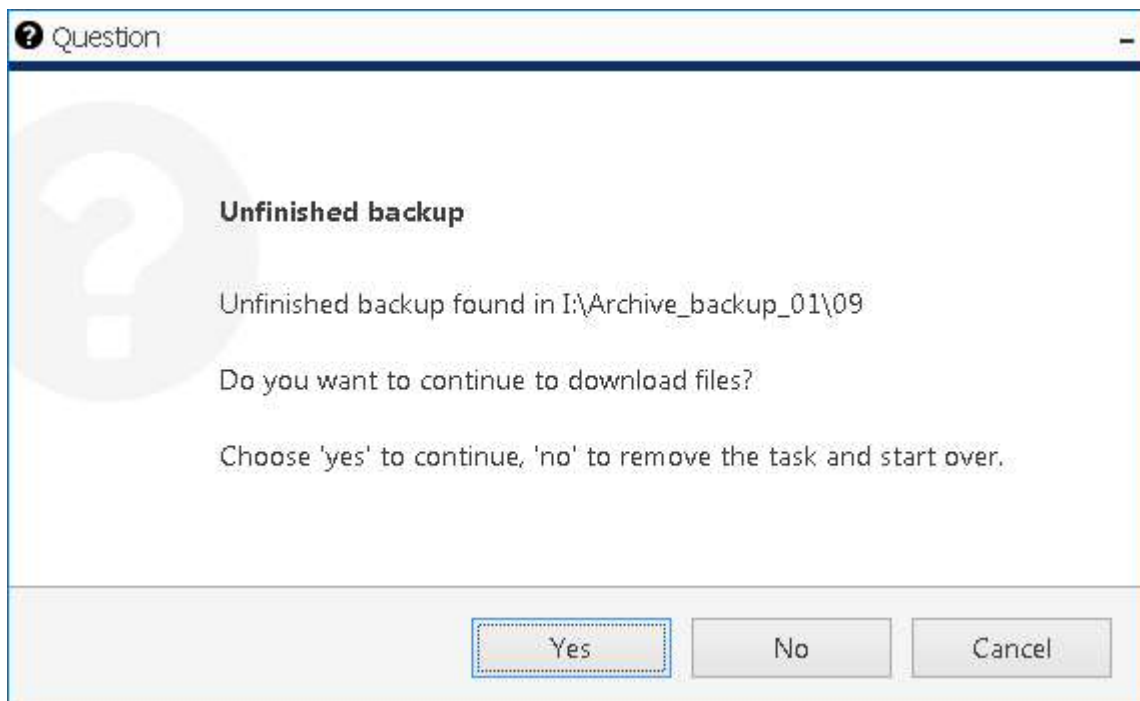 Question
Unfinished backup
Unfinished backup found in I:\Archive_backup_01\09
Do you want to continue to download files?
Choose 'yes' to continue, 'no' to remove the task and start over.
Yes No Cancel